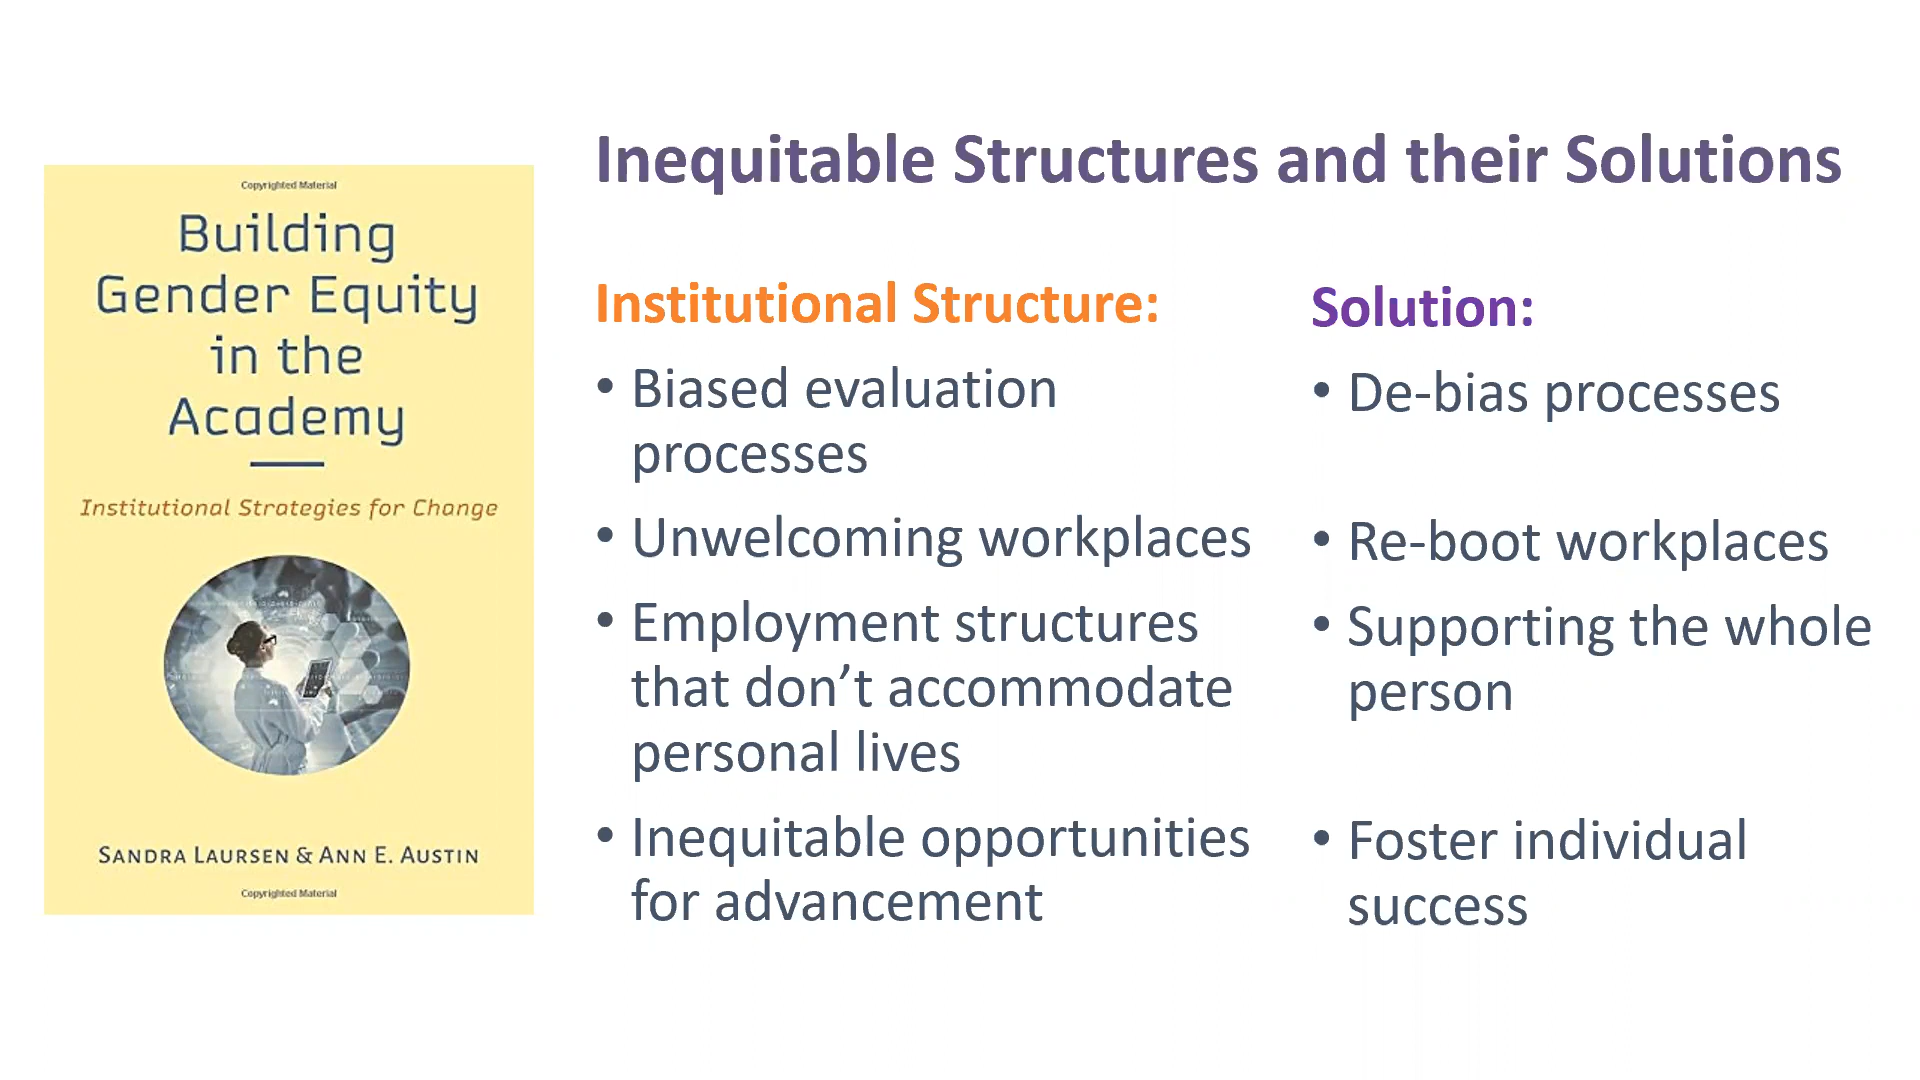 Copyrighted Material
Building
Gender Equity
in the
Academy
Institutional Strategies for Change
SANDRA LAURSEN & ANN E. AUSTIN
Copyrighted Material
Inequitable Structures and their Solutions
Institutional Structure:
• Biased evaluation
processes
• Unwelcoming workplaces
• Employment structures
that don’t accommodate
personal lives
• Inequitable opportunities
for advancement
Solution:
• De-bias processes
• Re-boot workplaces
• Supporting the whole
person
• Foster individual
success